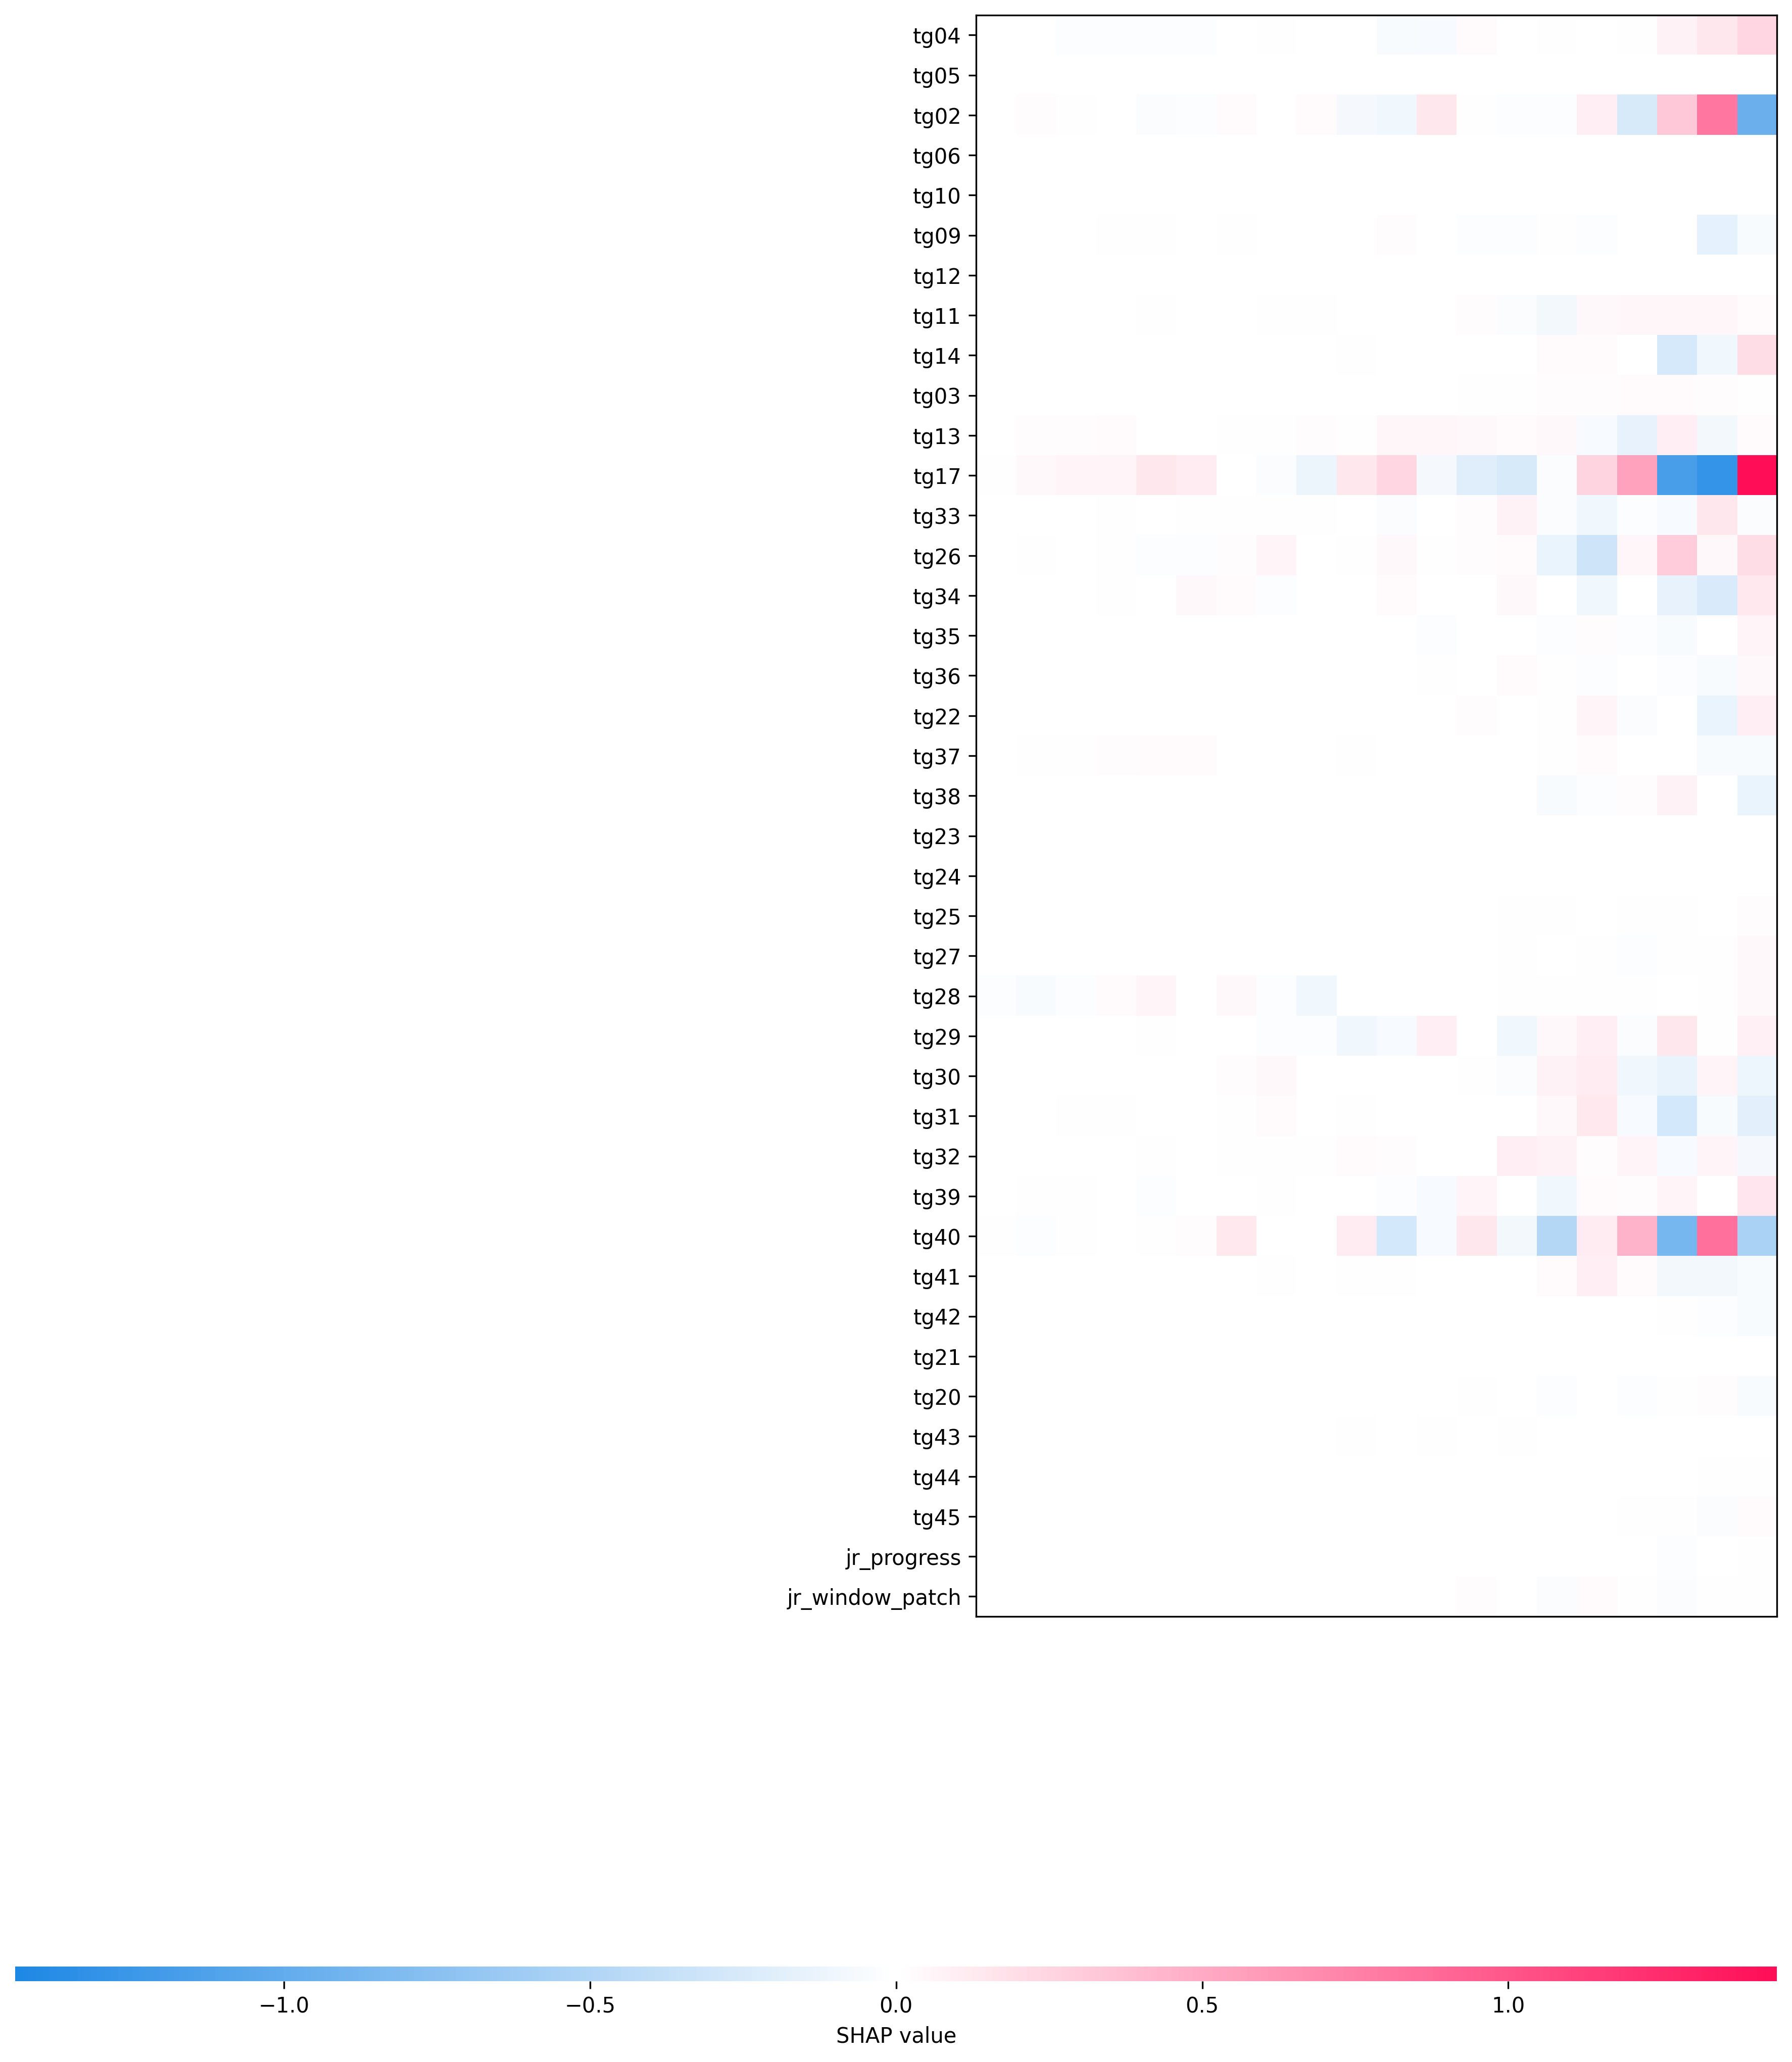 tg04
tg05
tg02
tg06
tg10
tg09
tg12
tg11
tg14
tg03
tg13
tg17
tg33
tg26
tg34
tg35
tg36
tg22
tg37
tg38
tg23
tg24
tg25
tg27
tg28
tg29
tg30
tg31
tg32
tg39
tg40
tg41
tg42
tg21
tg20
tg43
tg44
tg45
jr_progress
jr_window_patch
−1.0 −0.5 0.0 0.5 1.0
SHAP value